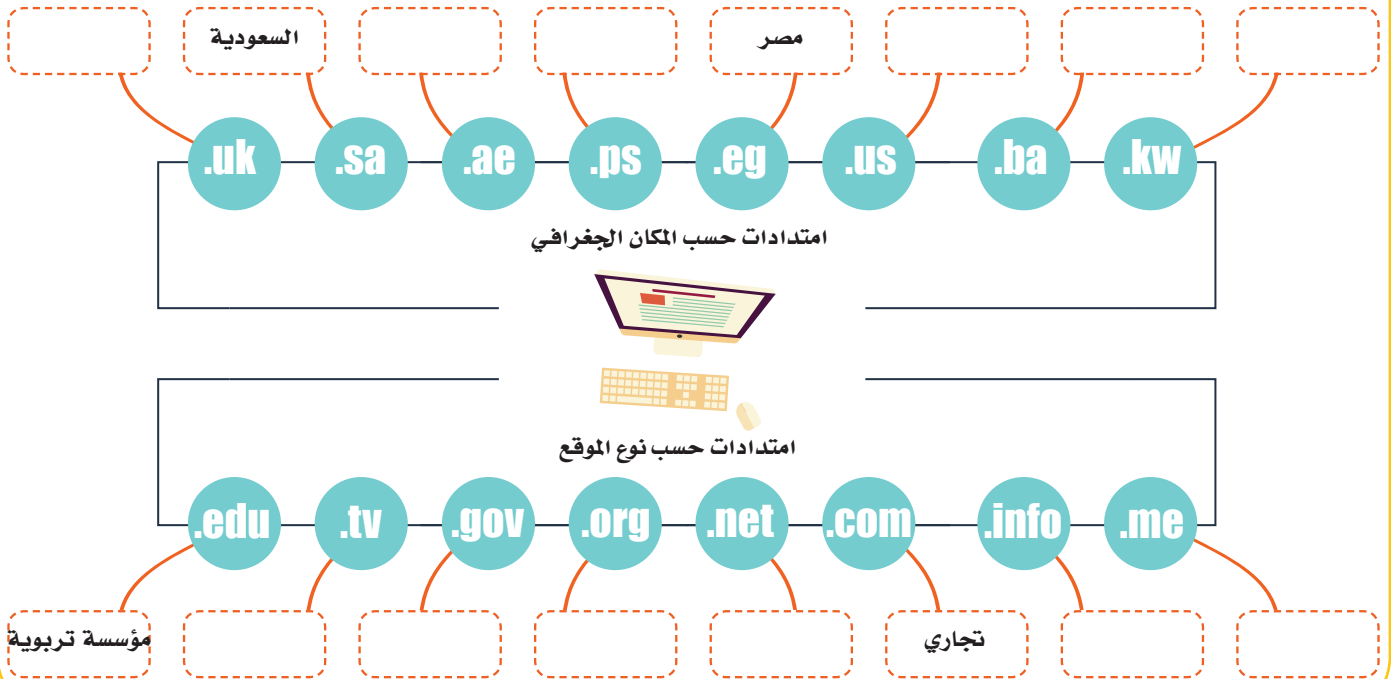 السعودية
مصر
.uk
.sa
.ae
.ps
.eg
.us
.ba
.kw
امتدادات حسب المكان الجغرافي
امتدادات حسب نوع الموقع
.edu
.tv
.gov
.org
.net
.com
.info
.me
مؤسسة تربوية
تجاري